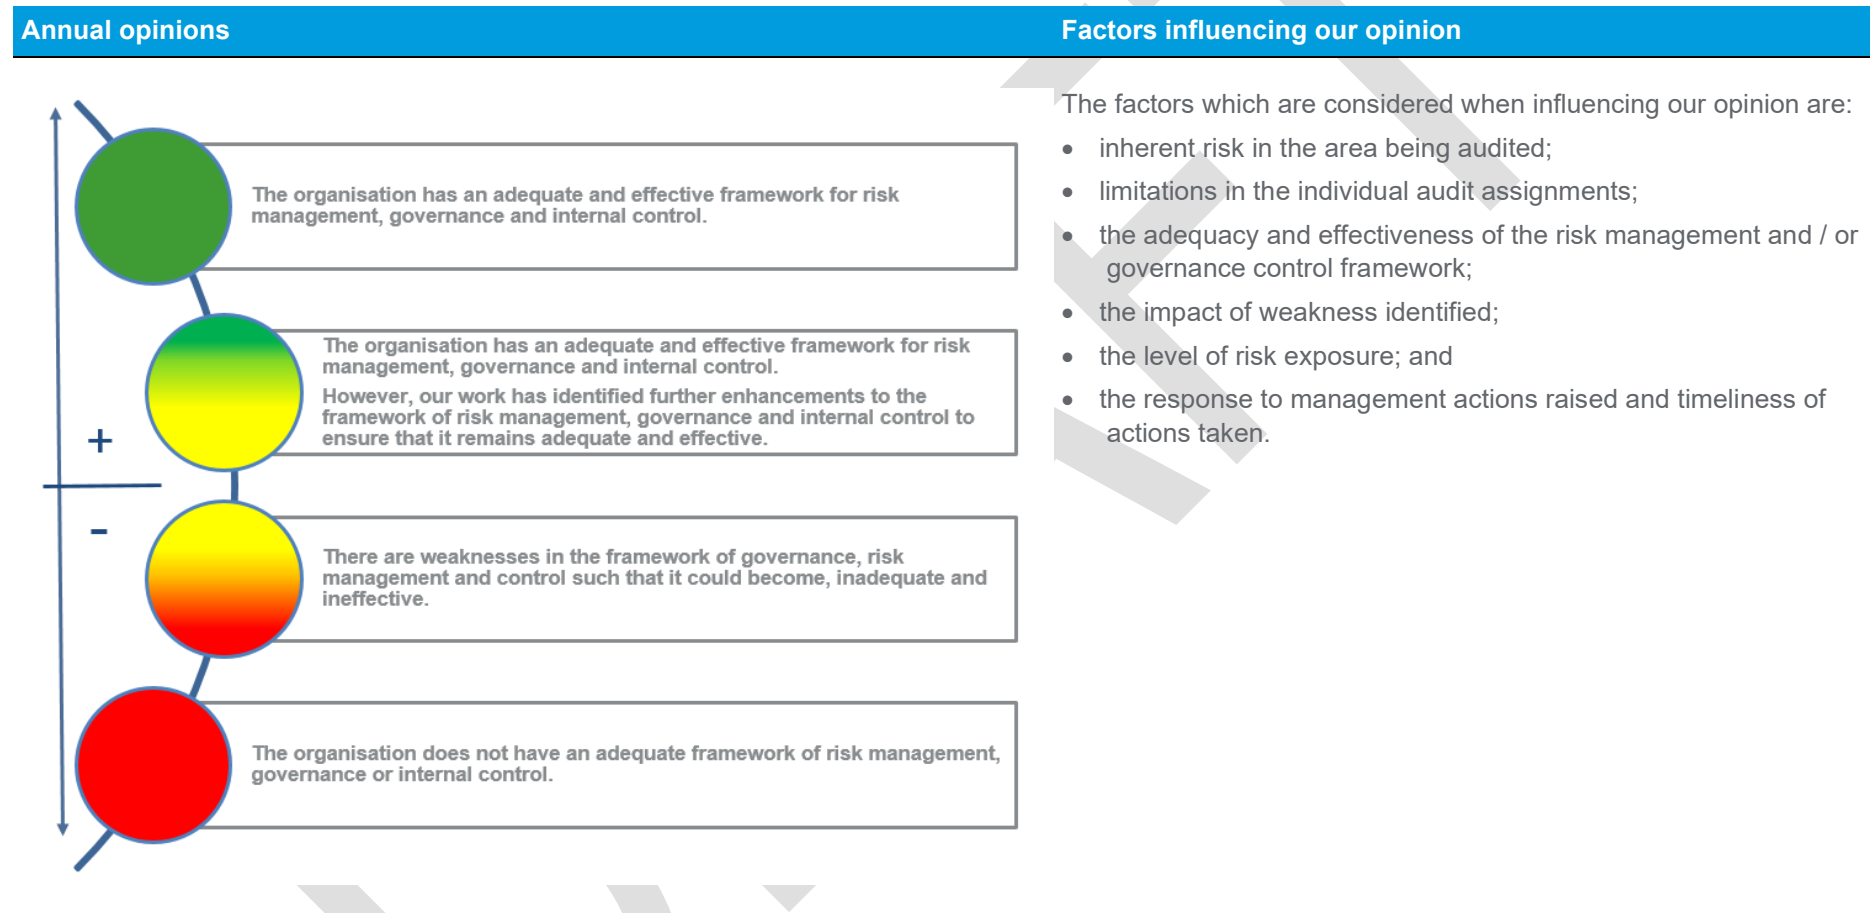 Annual opinions
Factors influencing our opinion
The organisation has an adequate and effective framework for risk
management, governance and internal control.
The organisation has an adequate and effective framework for risk
management, governance and internal control.
However, our work has identified further enhancements to the
framework of risk management, governance and internal control to
ensure that it remains adequate and effective.
+
-
There are weaknesses in the framework of governance, risk
management and control such that it could become, inadequate and
ineffective.
The organisation does not have an adequate framework of risk management,
governance or internal control.
The factors which are considered when influencing our opinion are:
• inherent risk in the area being audited;
• limitations in the individual audit assignments;
• the adequacy and effectiveness of the risk management and / or
governance control framework;
• the impact of weakness identified;
• the level of risk exposure; and
• the response to management actions raised and timeliness of
actions taken.